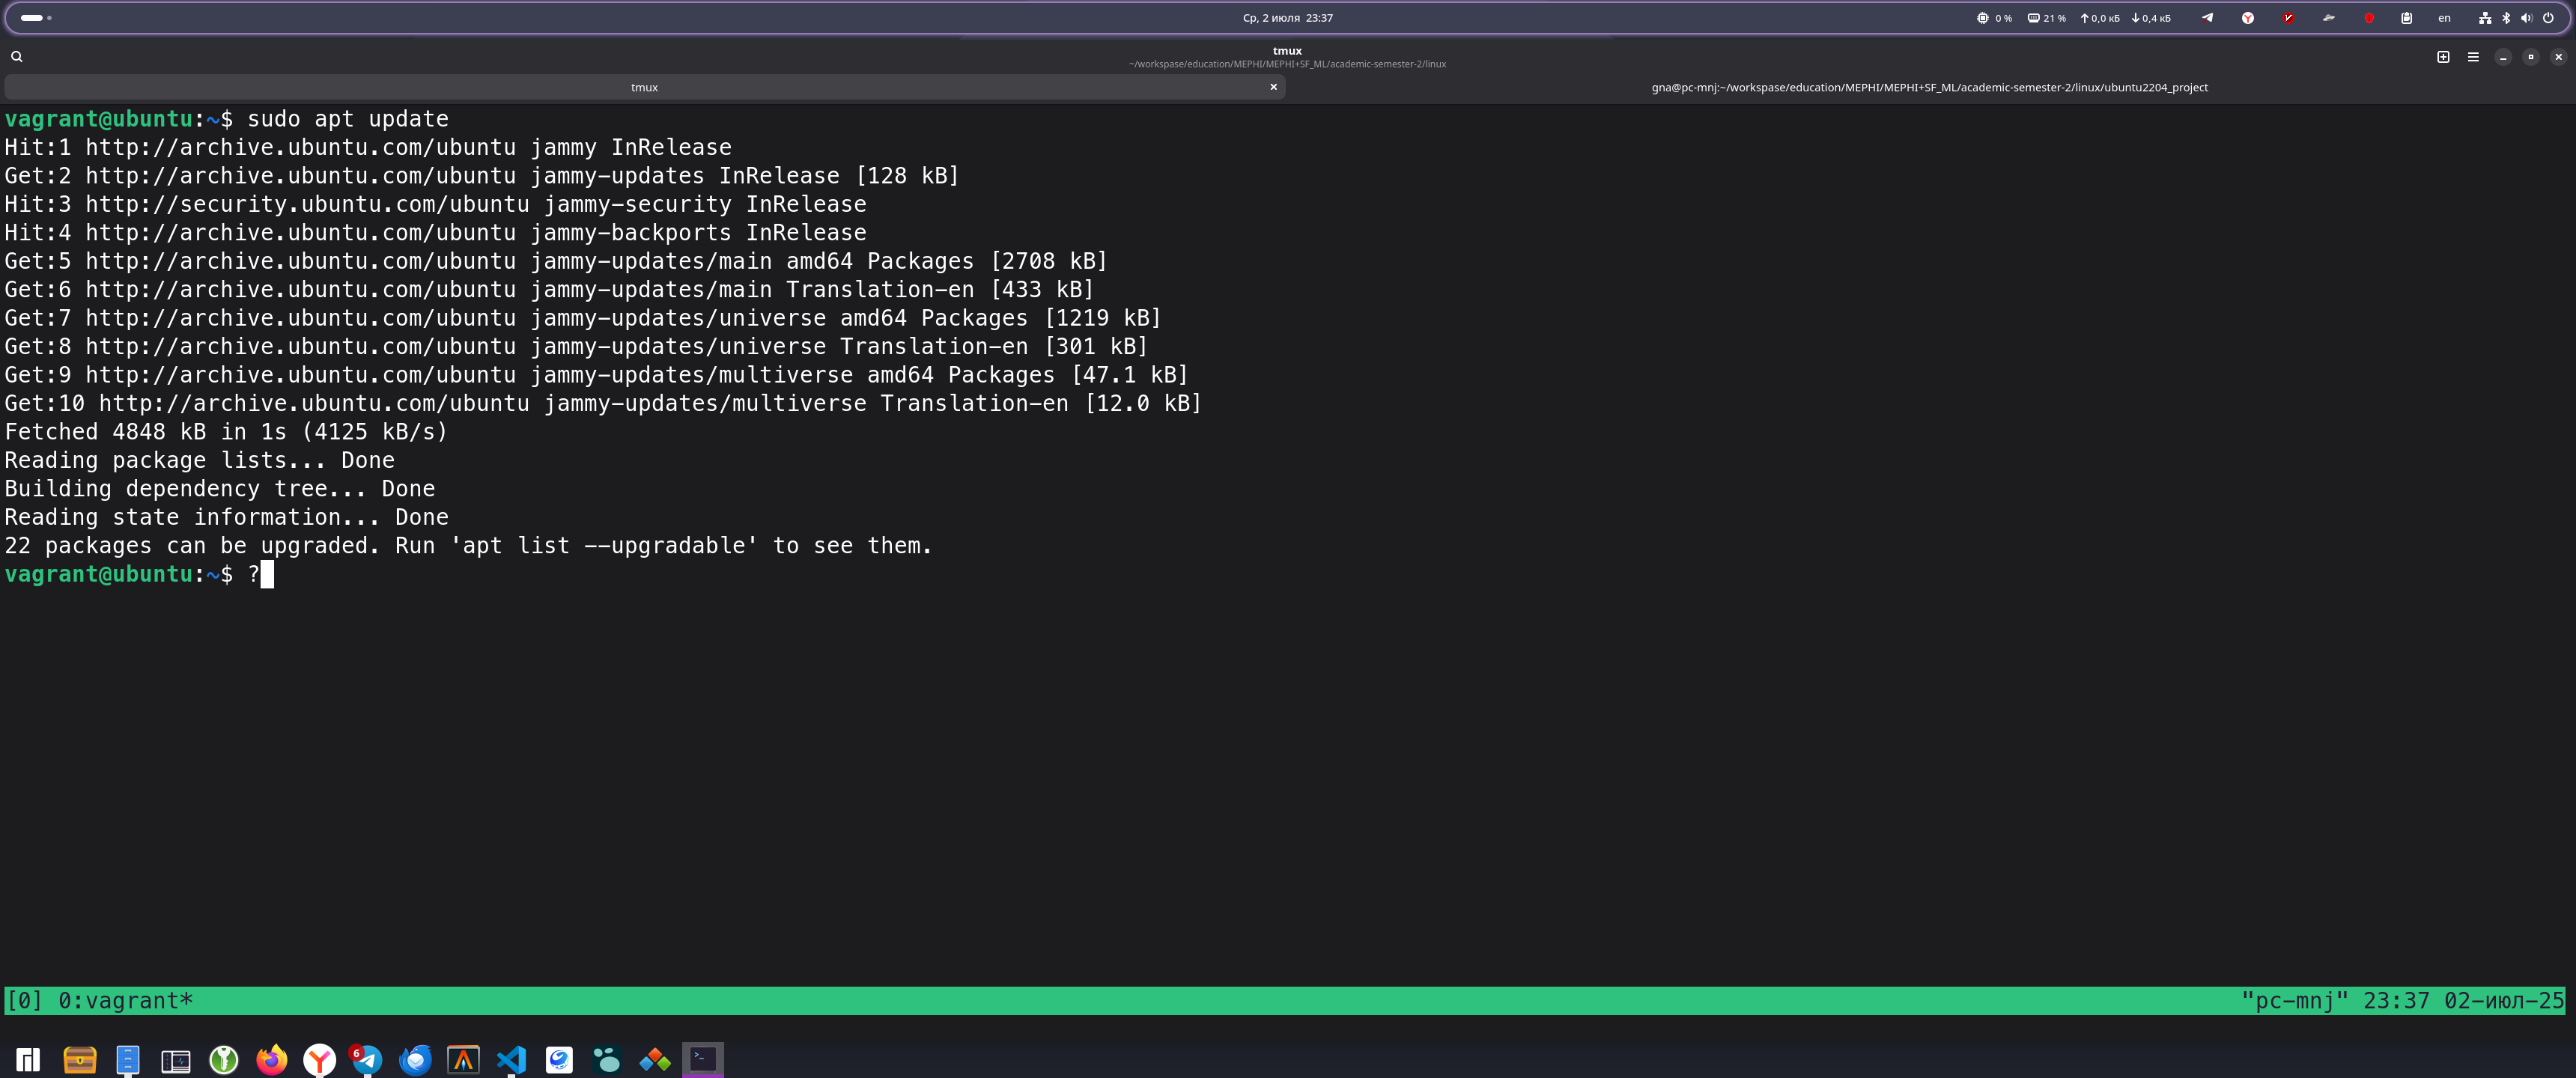 Ср, 2 июля 23:37
0 %
21 %
0,0 кБ
0,4 кБ
en
tmux
~/workspase/education/MEPHI/MEPHI+SF_ML/academic-semester-2/linux
tmux
gna@pc-mnj:~/workspase/education/MEPHI/MEPHI+SF_ML/academic-semester-2/linux/ubuntu2204_project
vagrant@ubuntu:~$ sudo apt update
Hit:1 http://archive.ubuntu.com/ubuntu jammy InRelease
Get:2 http://archive.ubuntu.com/ubuntu jammy-updates InRelease [128 kB]
Hit:3 http://security.ubuntu.com/ubuntu jammy-security InRelease
Hit:4 http://archive.ubuntu.com/ubuntu jammy-backports InRelease
Get:5 http://archive.ubuntu.com/ubuntu jammy-updates/main amd64 Packages [2708 kB]
Get:6 http://archive.ubuntu.com/ubuntu jammy-updates/main Translation-en [433 kB]
Get:7 http://archive.ubuntu.com/ubuntu jammy-updates/universe amd64 Packages [1219 kB]
Get:8 http://archive.ubuntu.com/ubuntu jammy-updates/universe Translation-en [301 kB]
Get:9 http://archive.ubuntu.com/ubuntu jammy-updates/multiverse amd64 Packages [47.1 kB]
Get:10 http://archive.ubuntu.com/ubuntu jammy-updates/multiverse Translation-en [12.0 kB]
Fetched 4848 kB in 1s (4125 kB/s)
Reading package lists... Done
Building dependency tree... Done
Reading state information... Done
22 packages can be upgraded. Run 'apt list --upgradable' to see them.
vagrant@ubuntu:~$ ?
[0] 0:vagrant*
"pc-mnj" 23:37 02-июл-25
6